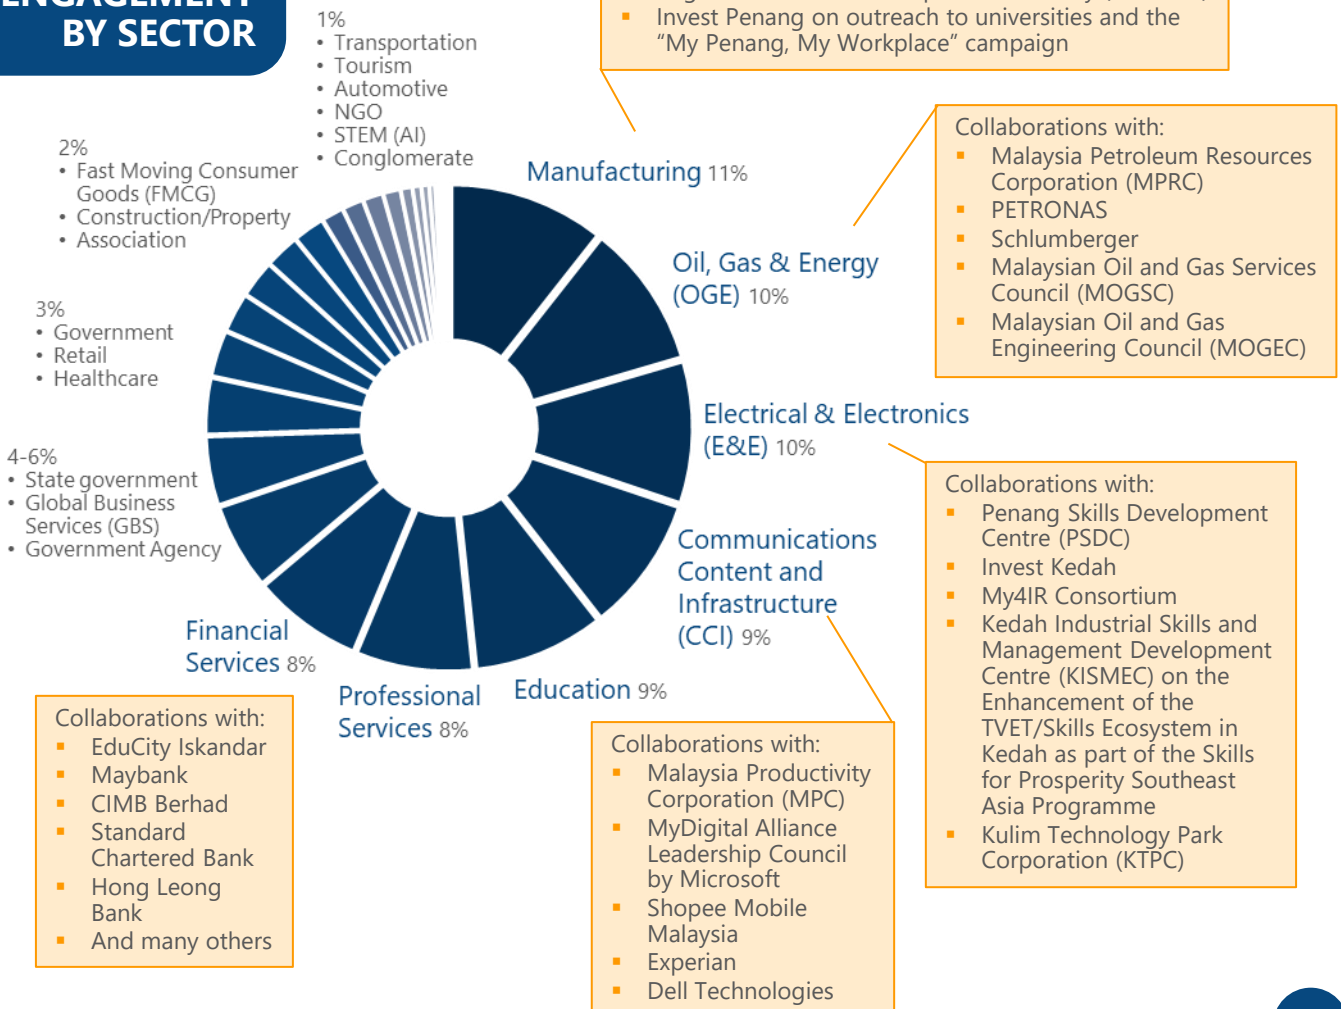 ENGAGEMENT
BY SECTOR
Invest Penang on outreach to universities and the
“My Penang, My Workplace” campaign
1%
• Transportation
• Tourism
• Automotive
• NGO
• STEM (AI)
• Conglomerate
2%
• Fast Moving Consumer
Goods (FMCG)
• Construction/Property
• Association
3%
• Government
• Retail
• Healthcare
4-6%
• State government
• Global Business
Services (GBS)
• Government Agency
Manufacturing 11%
Oil, Gas & Energy
(OGE) 10%
Electrical & Electronics
(E&E) 10%
Communications
Content and
Infrastructure
(CCI) 9%
Education 9%
Professional
Services 8%
Financial
Services 8%
Collaborations with:
▪ Malaysia Petroleum Resources
Corporation (MPRC)
▪ PETRONAS
▪ Schlumberger
▪ Malaysian Oil and Gas Services
Council (MOGSC)
▪ Malaysian Oil and Gas
Engineering Council (MOGEC)
Collaborations with:
▪ Penang Skills Development
Centre (PSDC)
▪ Invest Kedah
▪ My4IR Consortium
▪ Kedah Industrial Skills and
Management Development
Centre (KISMEC) on the
Enhancement of the
TVET/Skills Ecosystem in
Kedah as part of the Skills
for Prosperity Southeast
Asia Programme
▪ Kulim Technology Park
Corporation (KTPC)
Collaborations with:
▪ Malaysia Productivity
Corporation (MPC)
▪ MyDigital Alliance
Leadership Council
by Microsoft
▪ Shopee Mobile
Malaysia
▪ Experian
▪ Dell Technologies
Collaborations with:
▪ EduCity Iskandar
▪ Maybank
▪ CIMB Berhad
▪ Standard
Chartered Bank
▪ Hong Leong
Bank
▪ And many others